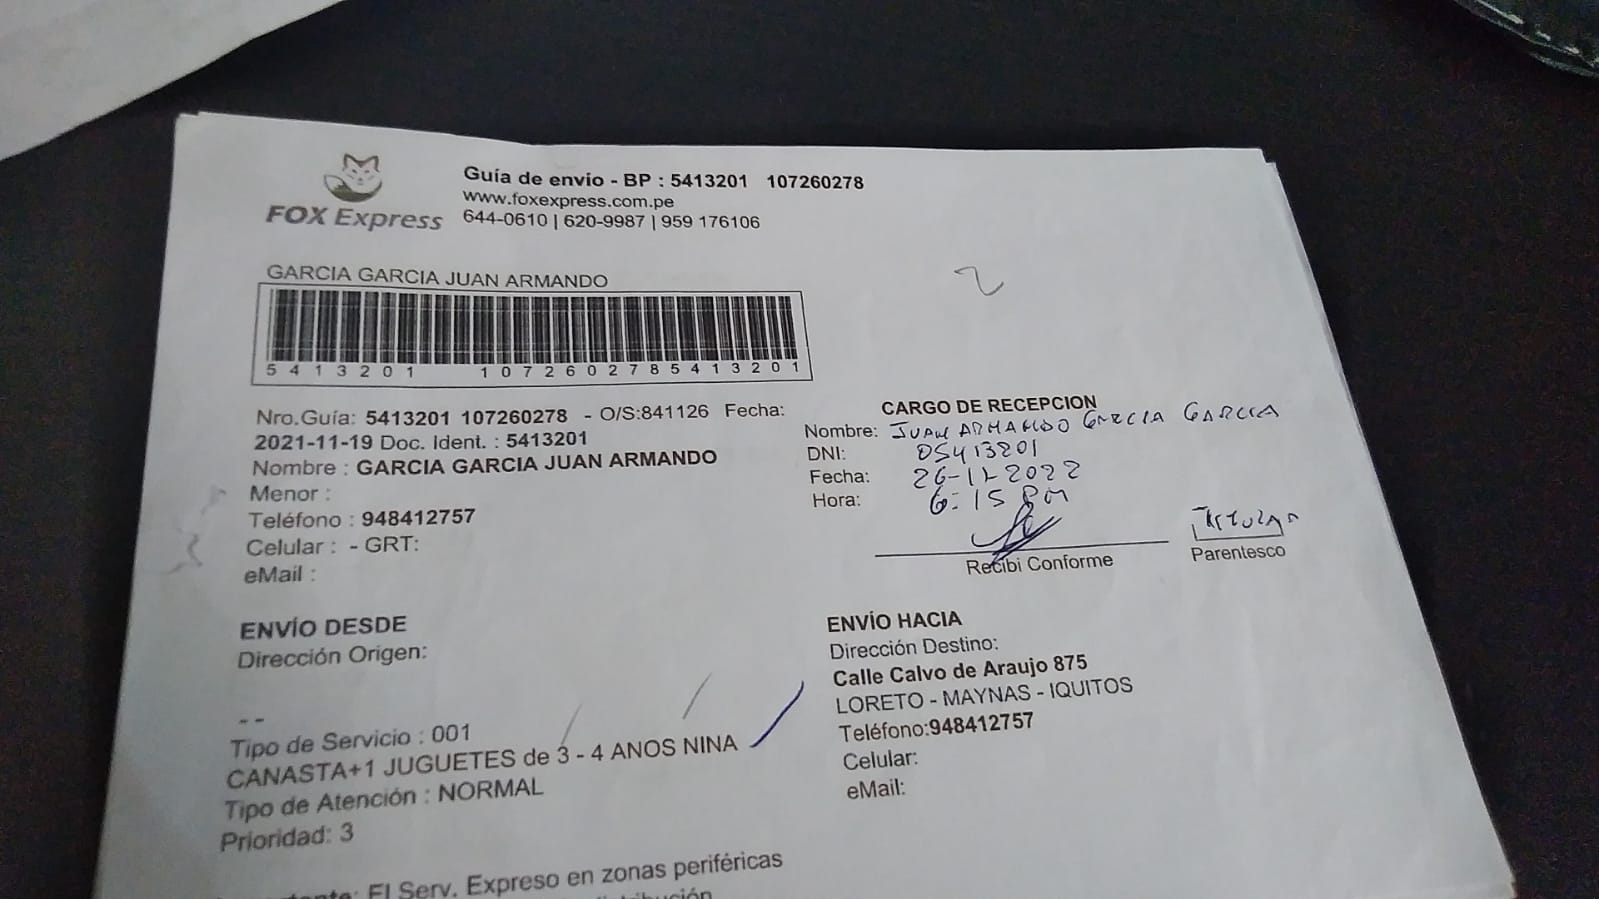 FOX Express
Guía de envío - BP : 5413201 107260278
www.foxexpress.com.pe
644-0610 | 620-9987 | 959 176106
GARCIA GARCIA JUAN ARMANDO
5413201 1072602785413201
2
Nro.Guía: 5413201 107260278 - O/S:841126 Fecha:
2021-11-19 Doc. Ident. : 5413201
Nombre : GARCIA GARCIA JUAN ARMANDO
Menor :
Teléfono : 948412757
Celular : - GRT:
eMail :
CARGO DE RECEPCION
Nombre: JUAN ARMANDO GARCIA GARCIA
DNI: 05413201
Fecha: 26-11-2022
Hora: 6:15 PM
Recibi Conforme
TITULAR
Parentesco
ENVÍO DESDE
Dirección Origen:
--
Tipo de Servicio : 001
CANASTA+1 JUGUETES de 3 - 4 ANOS NINA
Tipo de Atención : NORMAL
Prioridad: 3
ENVÍO HACIA
Dirección Destino:
Calle Calvo de Araujo 875
LORETO - MAYNAS - IQUITOS
Teléfono:948412757
Celular:
eMail:
El Serv. Expreso en zonas periféricas